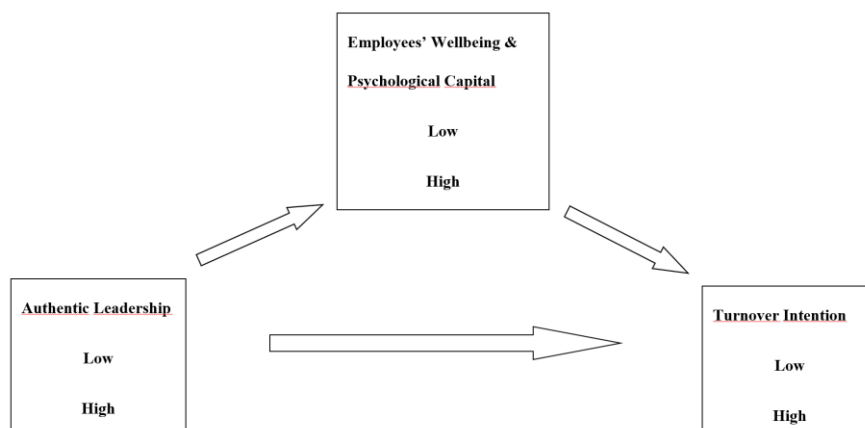 Employees’ Wellbeing &
Psychological Capital
Low
High
Authentic Leadership
Low
High
Turnover Intention
Low
High